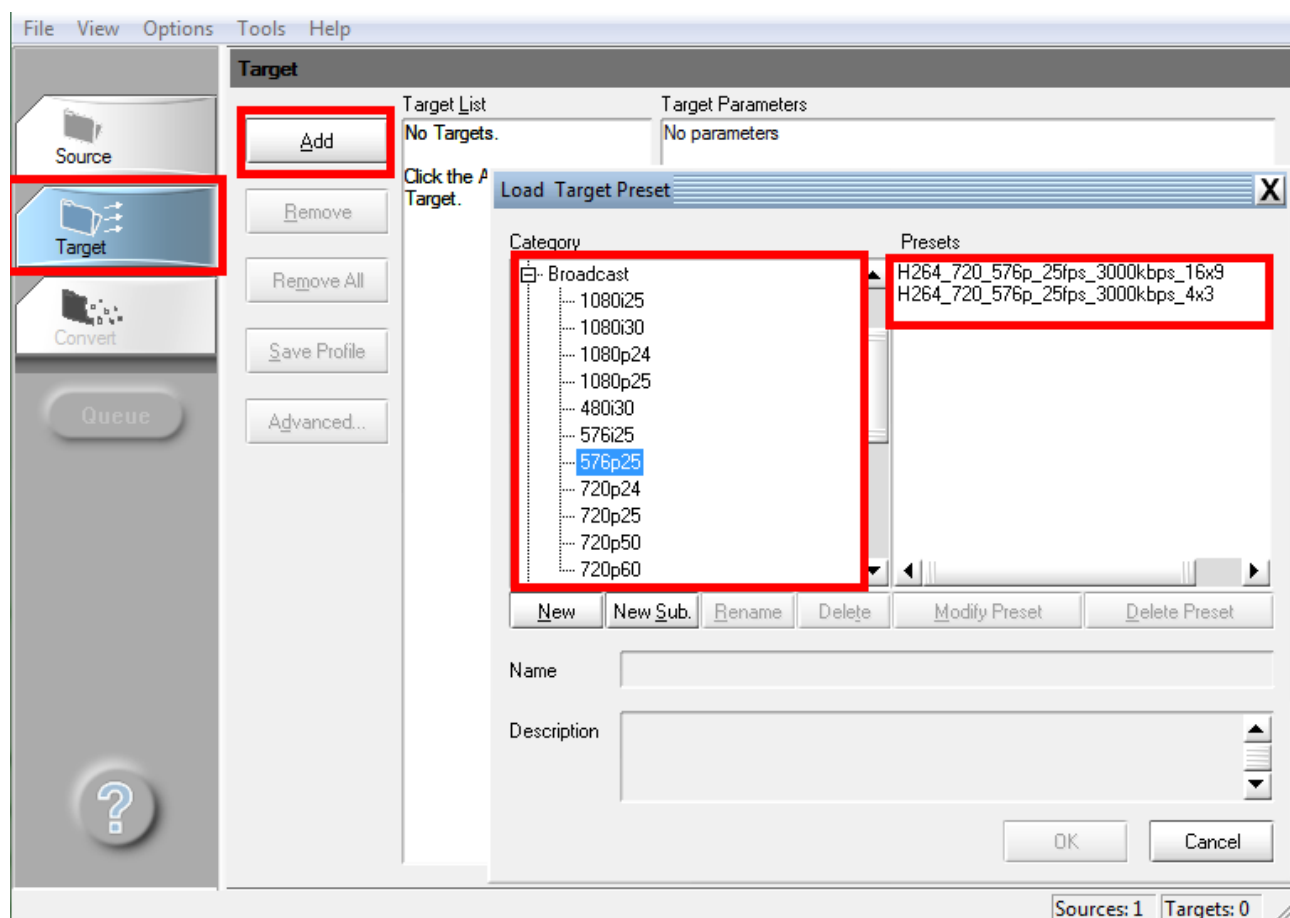 File View Options Tools Help
Target
Source
Target
Convert
Queue
?
Add
Remove
Remove All
Save Profile
Advanced...
Target List
No Targets.
Click the A
Target.
Target Parameters
No parameters
Load Target Preset
X
Category
Broadcast
1080i25
1080i30
1080p24
1080p25
480i30
576i25
576p25
720p24
720p25
720p50
720p60
Presets
H264_720_576p_25fps_3000kbps_16x9
H264_720_576p_25fps_3000kbps_4x3
New New Sub. Rename Delete Modify Preset Delete Preset
Name
Description
OK Cancel
Sources: 1 Targets: 0